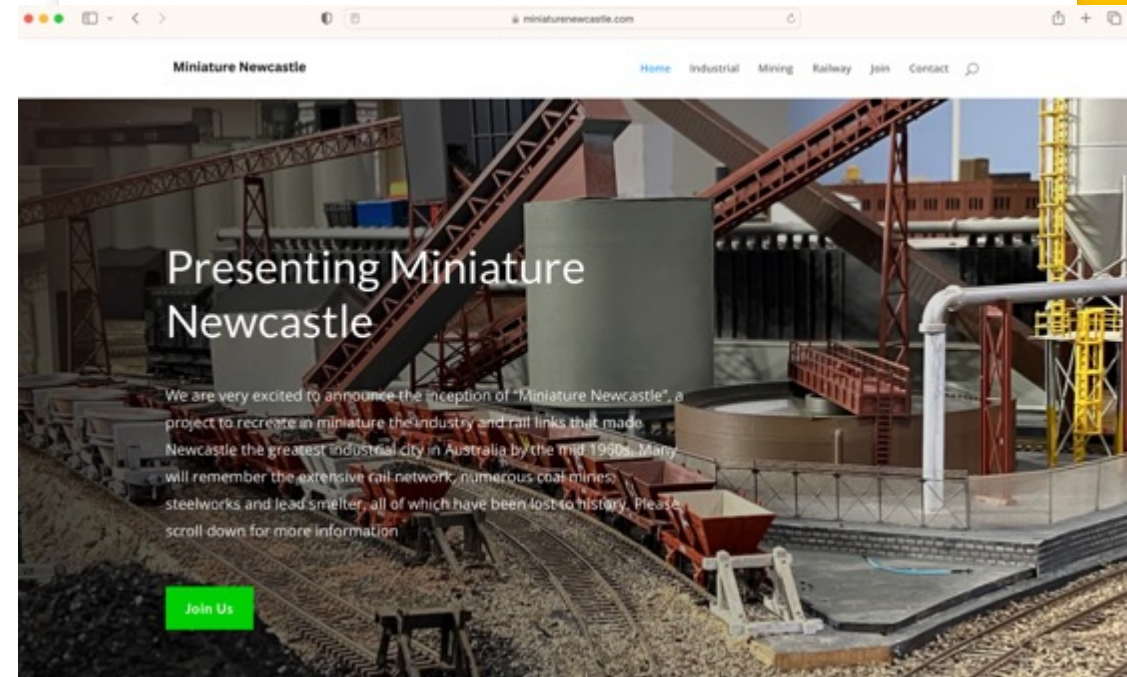 miniaturenewcastle.com
Miniature Newcastle
Home Industrial Mining Railway Join Contact
Presenting Miniature
Newcastle
We are very excited to announce the inception of "Miniature Newcastle", a
project to recreate in miniature the industry and rail links that made
Newcastle the greatest industrial city in Australia by the mid 1960s. Many
will remember the extensive rail network, numerous coal mines,
steelworks and lead smelter, all of which have been lost to history. Please
scroll down for more information
Join Us